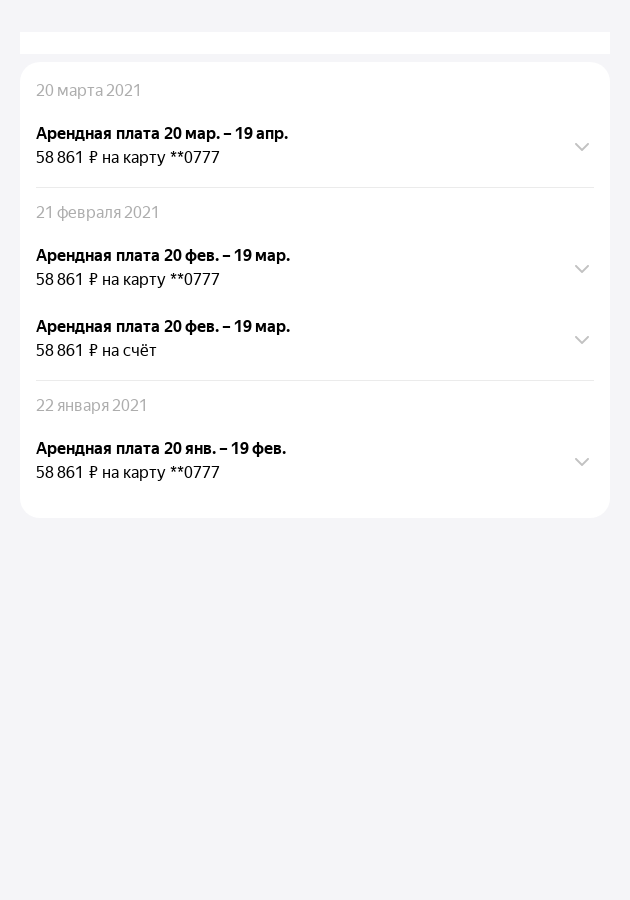 20 марта 2021
Арендная плата 20 мар. – 19 апр.
58 861 ₽ на карту **0777
21 февраля 2021
Арендная плата 20 фев. – 19 мар.
58 861 ₽ на карту **0777
Арендная плата 20 фев. – 19 мар.
58 861 ₽ на счёт
22 января 2021
Арендная плата 20 янв. – 19 фев.
58 861 ₽ на карту **0777